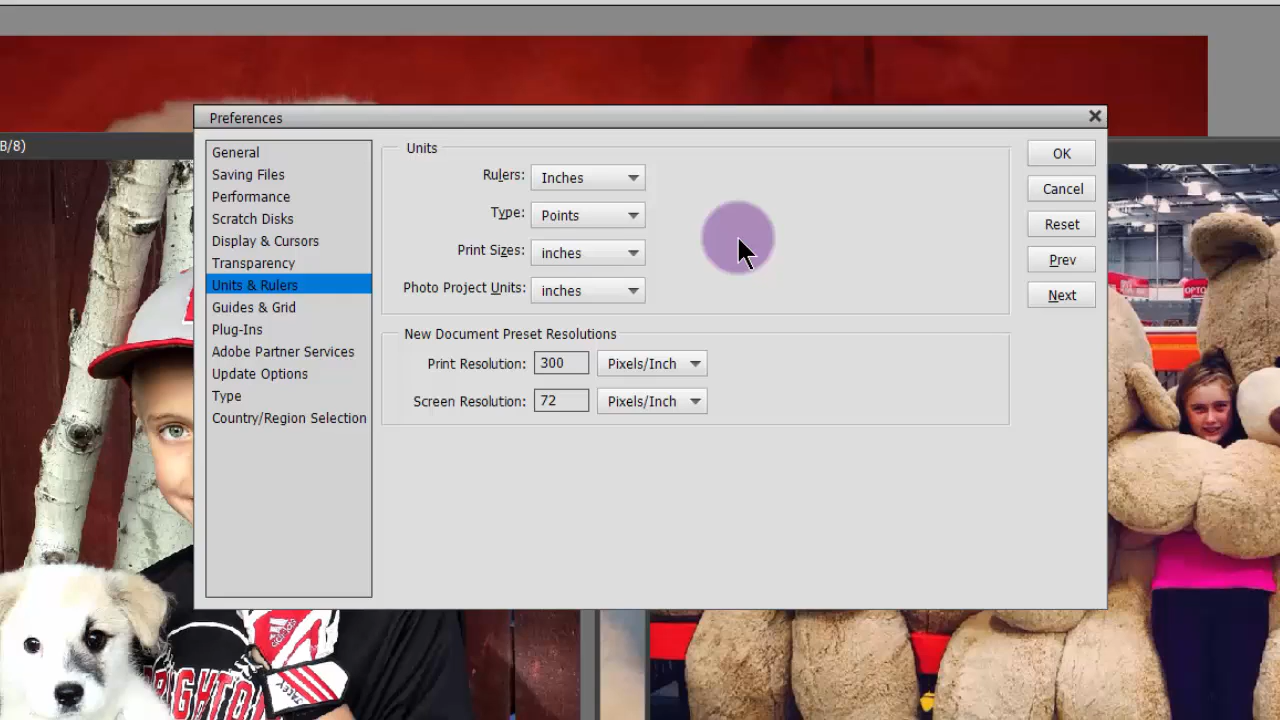 B/8)
Preferences
General
Saving Files
Performance
Scratch Disks
Display & Cursors
Transparency
Units & Rulers
Guides & Grid
Plug-Ins
Adobe Partner Services
Update Options
Type
Country/Region Selection
Units
Rulers: Inches
Type: Points
Print Sizes: inches
Photo Project Units: inches
New Document Preset Resolutions
Print Resolution: 300 Pixels/Inch
Screen Resolution: 72 Pixels/Inch
OK
Cancel
Reset
Prev
Next
adidas